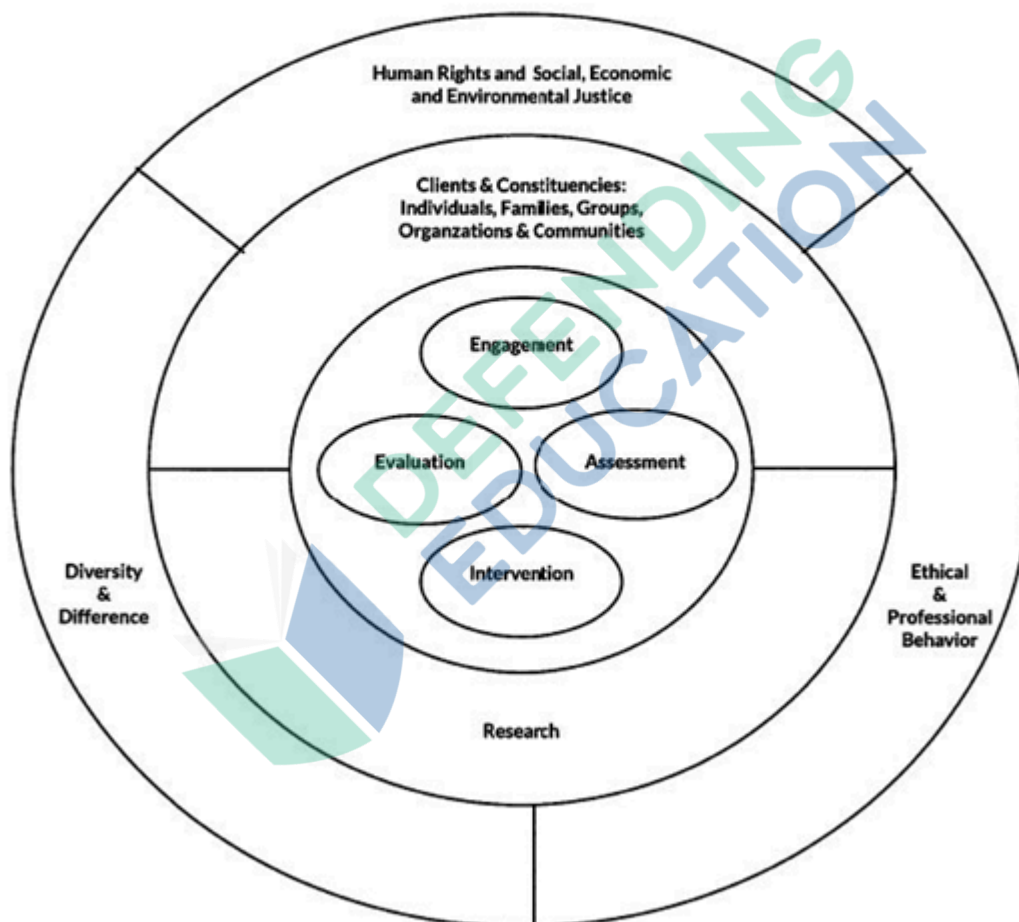 Human Rights and Social, Economic
and Environmental Justice
Clients & Constituencies:
Individuals, Families, Groups,
Organzations & Communities
Engagement
Evaluation
Assessment
Intervention
Diversity
&
Difference
Ethical
&
Professional
Behavior
Research
DEFENDING
EDUCATION